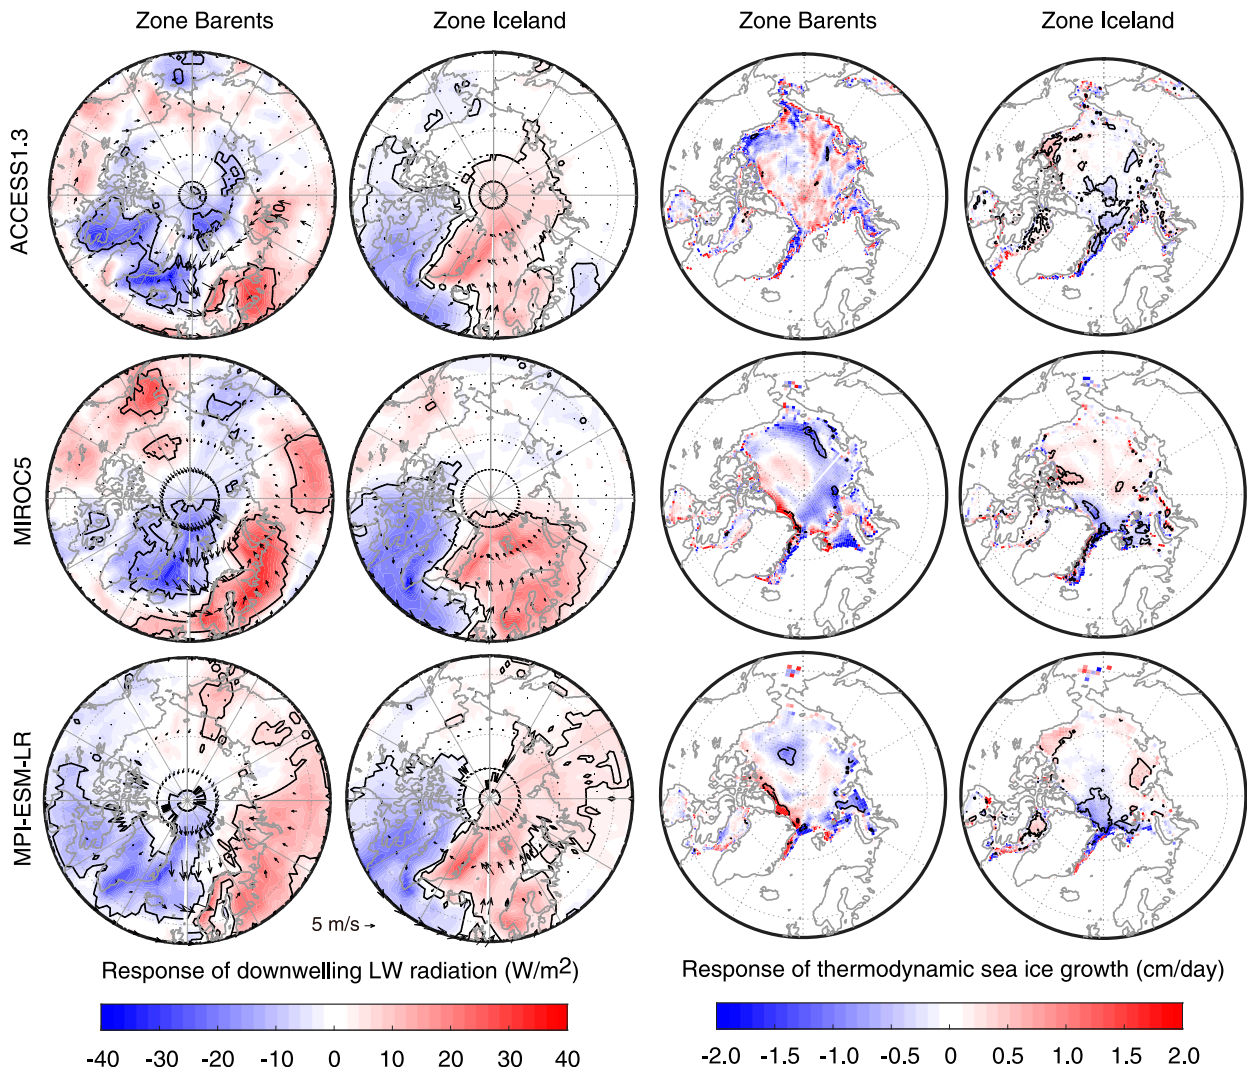 Zone Barents
Zone Iceland
Zone Barents
Zone Iceland
ACCESS1.3
MIROC5
MPI-ESM-LR
5 m/s
Response of downwelling LW radiation (W/m2)
-40 -30 -20 -10 0 10 20 30 40
Response of thermodynamic sea ice growth (cm/day)
-2.0 -1.5 -1.0 -0.5 0 0.5 1.0 1.5 2.0